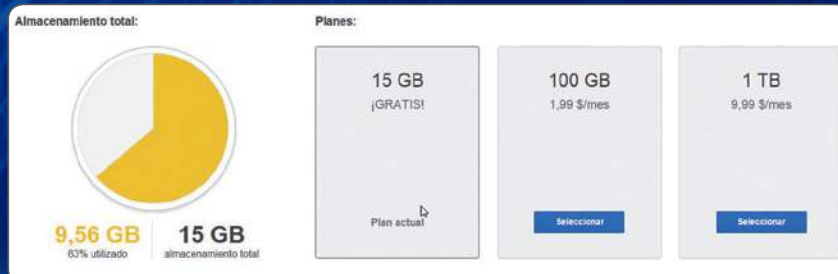 Almacenamiento total:
9,56 GB
63% utilizado
15 GB
almacenamiento total
Planes:
15 GB
¡GRATIS!
Plan actual
100 GB
1,99 $/mes
Seleccionar
1 TB
9,99 $/mes
Seleccionar